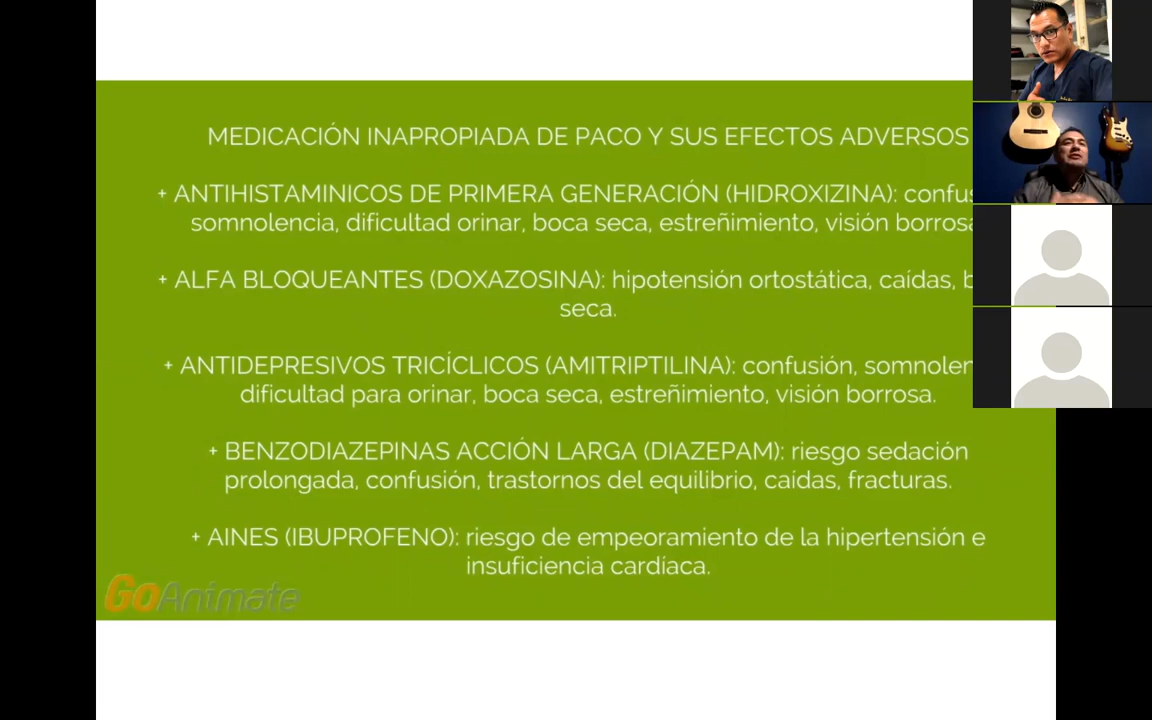 MEDICACIÓN INAPROPIADA DE PACO Y SUS EFECTOS ADVERSOS
+ ANTIHISTAMINICOS DE PRIMERA GENERACIÓN (HIDROXIZINA):
somnolencia, dificultad orinar, boca seca, estreñimiento, visión borrosa
+ ALFA BLOQUEANTES (DOXAZOSINA): hipotensión ortostática, caídas,
seca.
+ ANTIDEPRESIVOS TRICÍCLICOS (AMITRIPTILINA): confusión,
dificultad para orinar, boca seca, estreñimiento, visión borrosa.
+ BENZODIAZEPINAS ACCIÓN LARGA (DIAZEPAM): riesgo sedación
prolongada, confusión, trastornos del equilibrio, caídas, fracturas.
+ AINES (IBUPROFENO): riesgo de empeoramiento de la hipertensión e
insuficiencia cardíaca.
GoAnimate